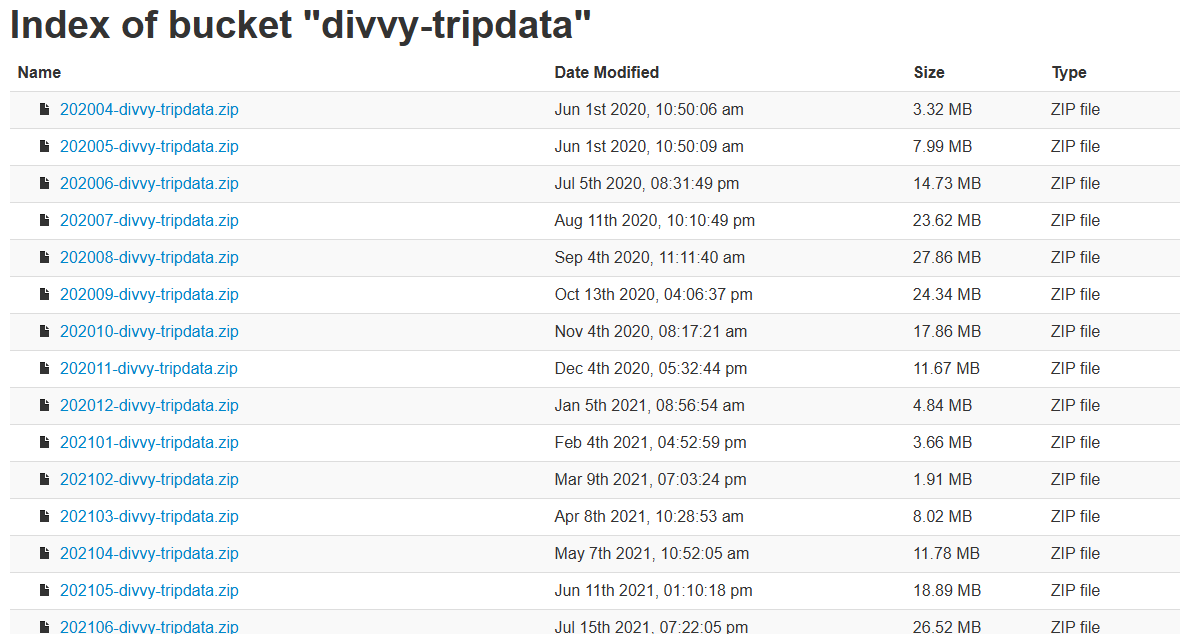 Index of bucket "divvy-tripdata"
Name Date Modified Size Type
202004-divvy-tripdata.zip Jun 1st 2020, 10:50:06 am 3.32 MB ZIP file
202005-divvy-tripdata.zip Jun 1st 2020, 10:50:09 am 7.99 MB ZIP file
202006-divvy-tripdata.zip Jul 5th 2020, 08:31:49 pm 14.73 MB ZIP file
202007-divvy-tripdata.zip Aug 11th 2020, 10:10:49 pm 23.62 MB ZIP file
202008-divvy-tripdata.zip Sep 4th 2020, 11:11:40 am 27.86 MB ZIP file
202009-divvy-tripdata.zip Oct 13th 2020, 04:06:37 pm 24.34 MB ZIP file
202010-divvy-tripdata.zip Nov 4th 2020, 08:17:21 am 17.86 MB ZIP file
202011-divvy-tripdata.zip Dec 4th 2020, 05:32:44 pm 11.67 MB ZIP file
202012-divvy-tripdata.zip Jan 5th 2021, 08:56:54 am 4.84 MB ZIP file
202101-divvy-tripdata.zip Feb 4th 2021, 04:52:59 pm 3.66 MB ZIP file
202102-divvy-tripdata.zip Mar 9th 2021, 07:03:24 pm 1.91 MB ZIP file
202103-divvy-tripdata.zip Apr 8th 2021, 10:28:53 am 8.02 MB ZIP file
202104-divvy-tripdata.zip May 7th 2021, 10:52:05 am 11.78 MB ZIP file
202105-divvy-tripdata.zip Jun 11th 2021, 01:10:18 pm 18.89 MB ZIP file
202106-divvy-tripdata.zip Jul 15th 2021, 07:22:05 pm 26.52 MB ZIP file